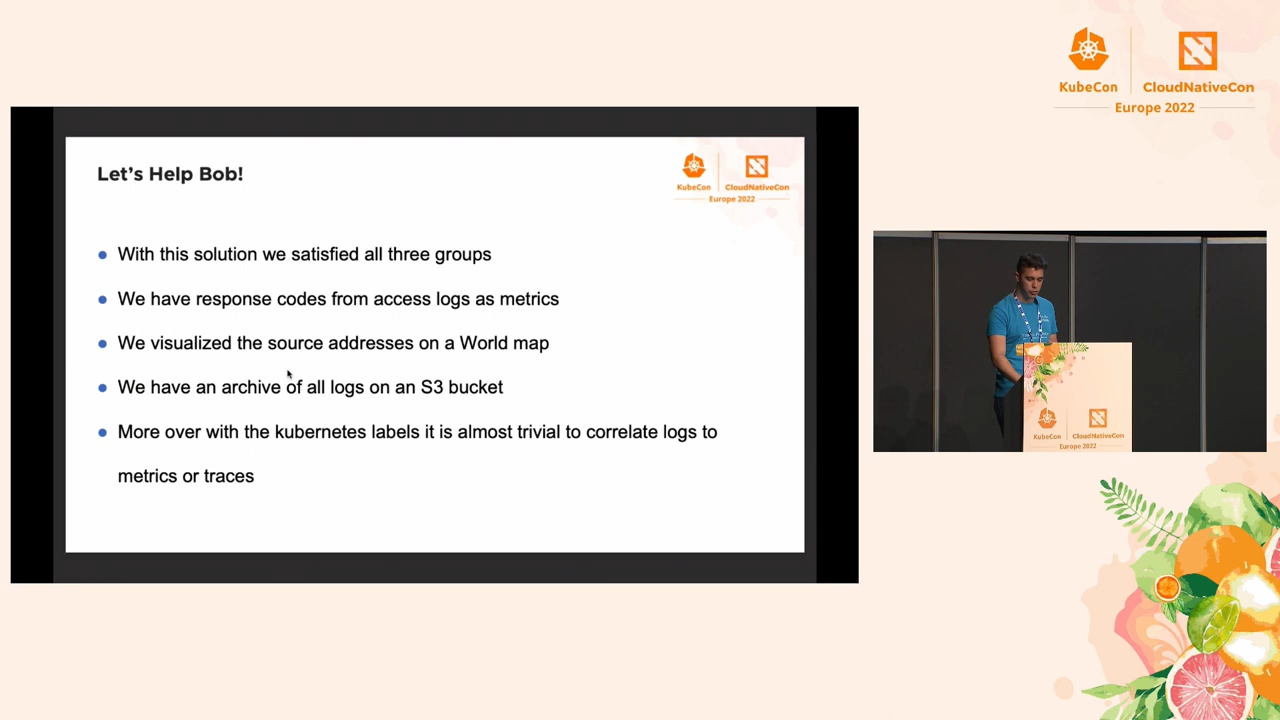 KubeCon
CloudNativeCon
Europe 2022
Let's Help Bob!
KubeCon
CloudNativeCon
Europe 2022
With this solution we satisfied all three groups
We have response codes from access logs as metrics
We visualized the source addresses on a World map
We have an archive of all logs on an S3 bucket
More over with the kubernetes labels it is almost trivial to correlate logs to
metrics or traces
KubeCon
CloudNativeCon
Europe 2022